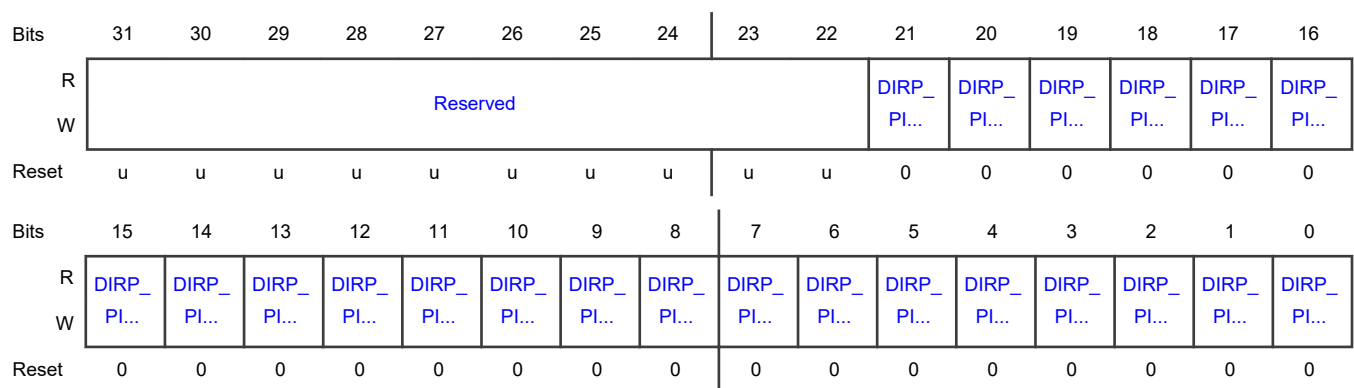 Bits 31 30 29 28 27 26 25 24 23 22 21 20 19 18 17 16
R DIRP_ DIRP_ DIRP_ DIRP_ DIRP_ DIRP_
Reserved
W PI... PI... PI... PI... PI... PI...
Reset u u u u u u u u u u 0 0 0 0 0 0
Bits 15 14 13 12 11 10 9 8 7 6 5 4 3 2 1 0
R DIRP_ DIRP_ DIRP_ DIRP_ DIRP_ DIRP_ DIRP_ DIRP_ DIRP_ DIRP_ DIRP_ DIRP_ DIRP_ DIRP_ DIRP_ DIRP_
W PI... PI... PI... PI... PI... PI... PI... PI... PI... PI... PI... PI... PI... PI... PI... PI...
Reset 0 0 0 0 0 0 0 0 0 0 0 0 0 0 0 0